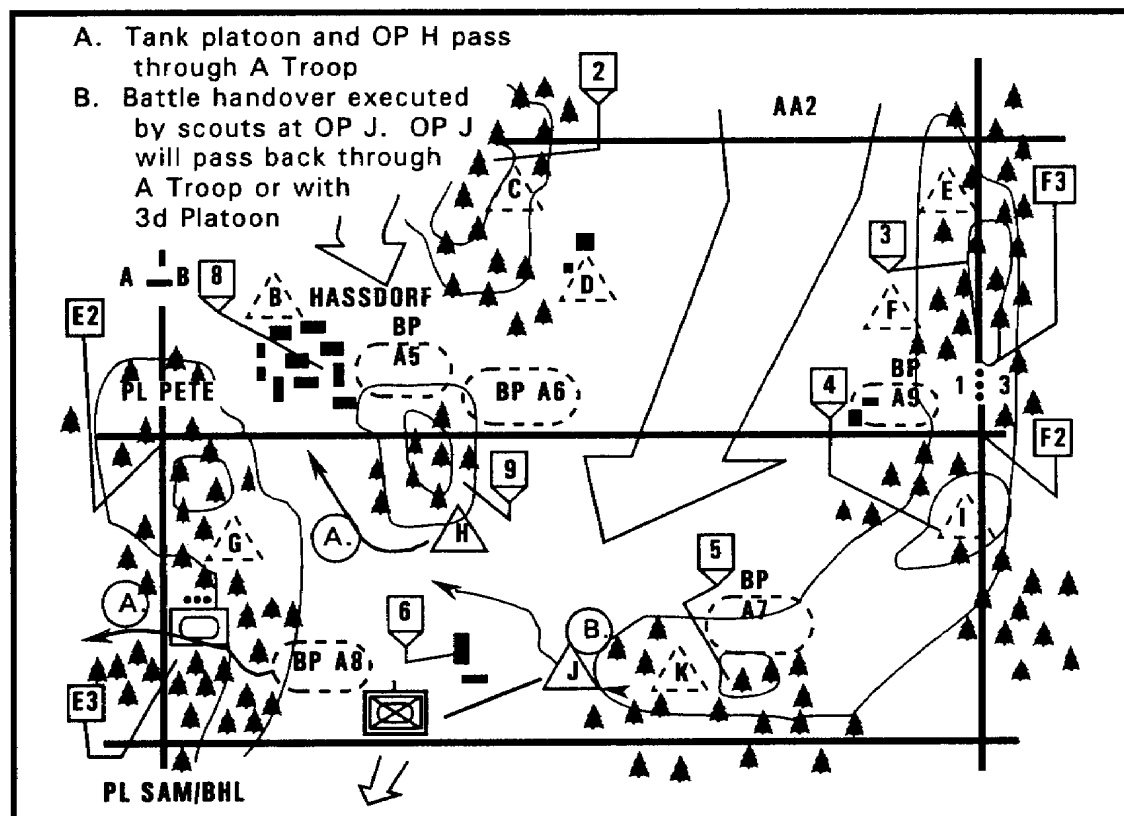 A. Tank platoon and OP H pass
through A Troop
B. Battle handover executed
by scouts at OP J. OP J
will pass back through
A Troop or with
3d Platoon
2
AA2
C
E
F3
3
A B
8
B
HASSDORF
D
F
E2
BP
A5
BP A6
4
BP
A9
1 3
PL PETE
9
F2
H
A.
G
I
5
BP
A7
A.
6
B.
BP A8
J
K
E3
PL SAM/BHL